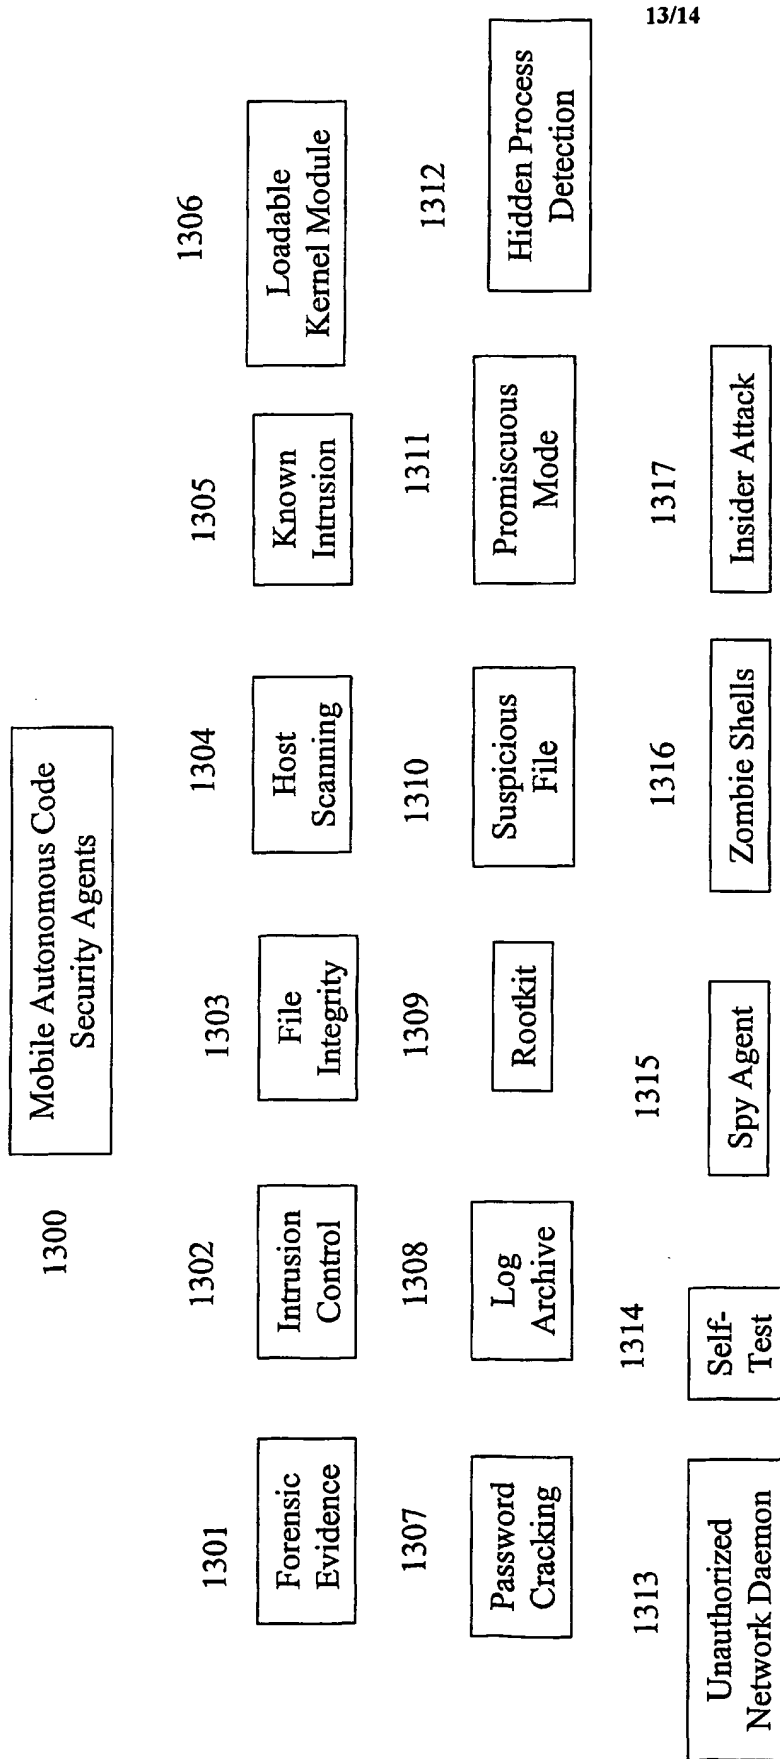 13/14
1300
Mobile Autonomous Code
Security Agents
1301
Forensic
Evidence
1302
Intrusion
Control
1303
File
Integrity
1304
Host
Scanning
1305
Known
Intrusion
1306
Loadable
Kernel Module
1307
Password
Cracking
1308
Log
Archive
1309
Rootkit
1310
Suspicious
File
1311
Promiscuous
Mode
1312
Hidden Process
Detection
1313
Unauthorized
Network Daemon
1314
Self-
Test
1315
Spy Agent
1316
Zombie Shells
1317
Insider Attack